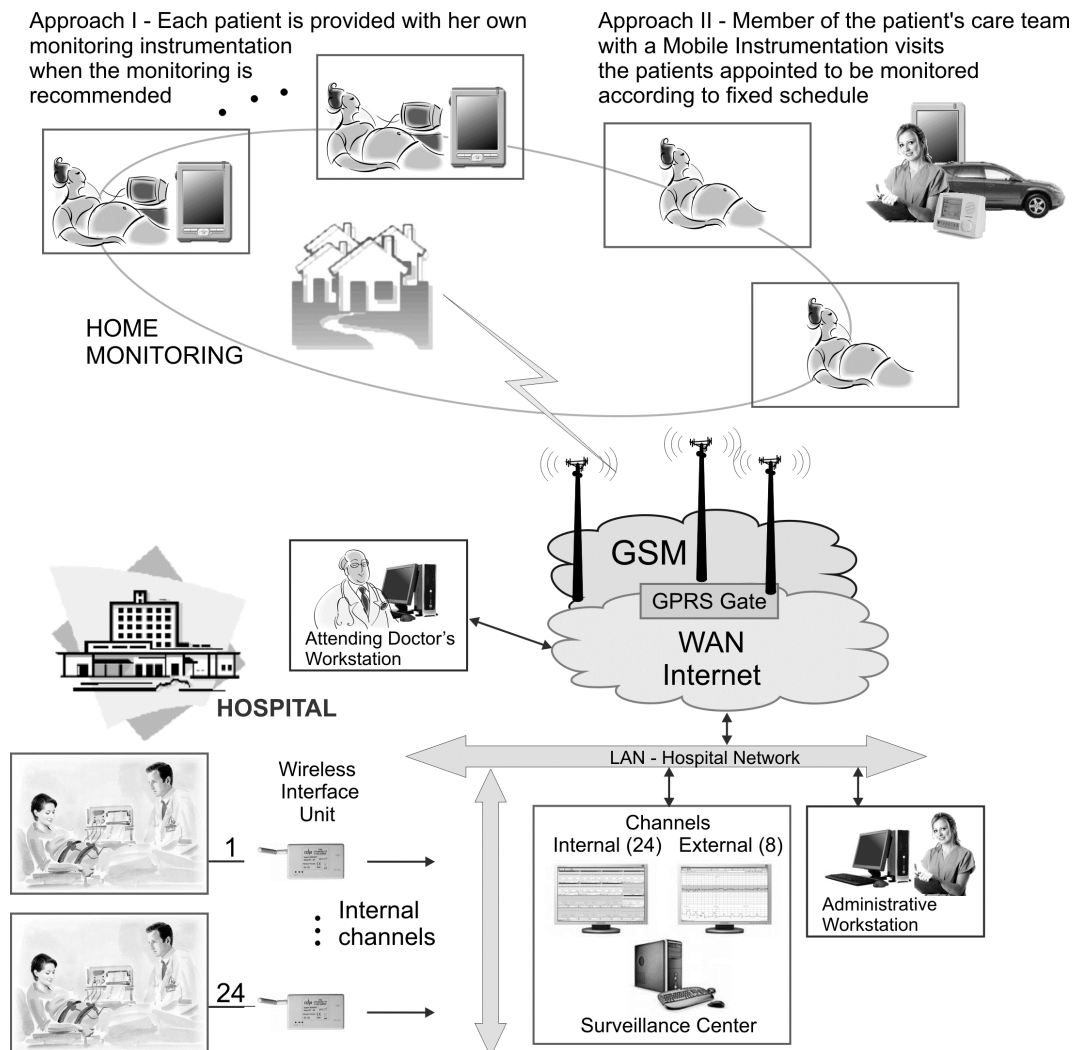 Approach I - Each patient is provided with her own
monitoring instrumentation
when the monitoring is
recommended
Approach II - Member of the patient's care team
with a Mobile Instrumentation visits
the patients appointed to be monitored
according to fixed schedule
HOME
MONITORING
GSM
GPRS Gate
WAN
Internet
Attending Doctor's
Workstation
HOSPITAL
LAN - Hospital Network
Wireless
Interface
Unit
1
Internal
channels
24
Channels
Internal (24) External (8)
Surveillance Center
Administrative
Workstation